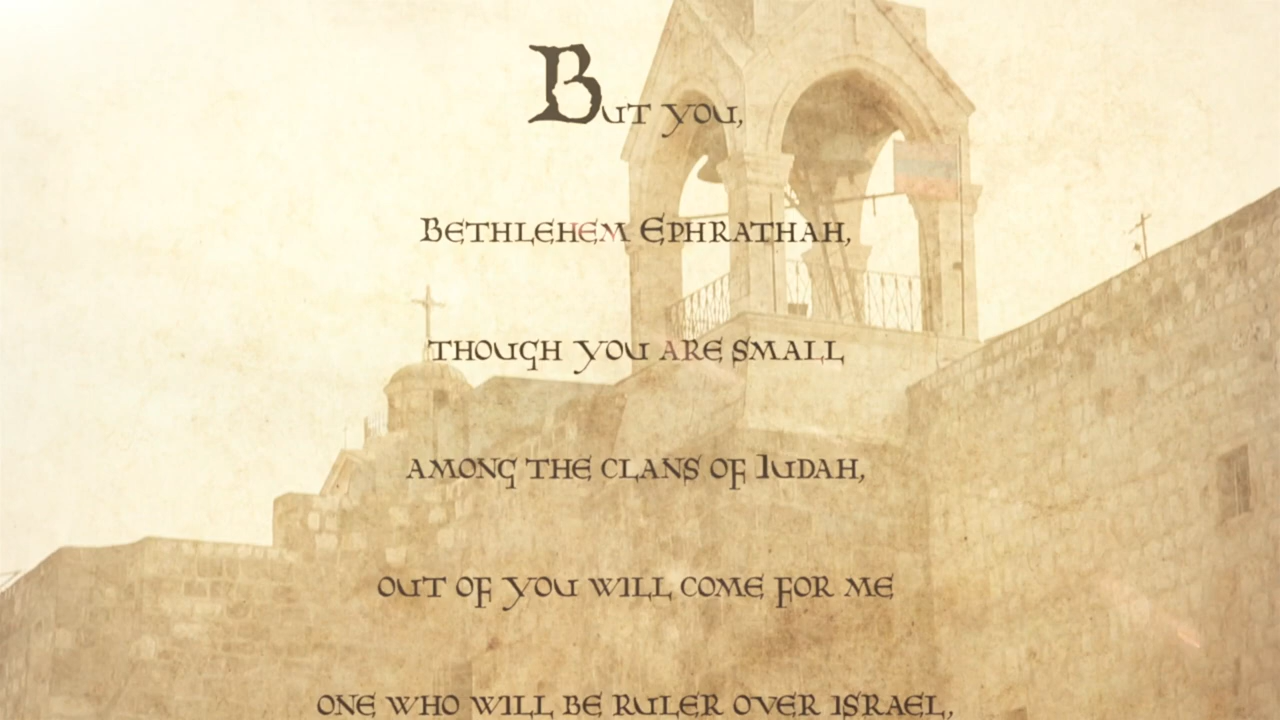 But you,
Bethlehem Ephrathah,
though you are small
among the clans of Judah,
out of you will come for me
one who will be ruler over Israel,